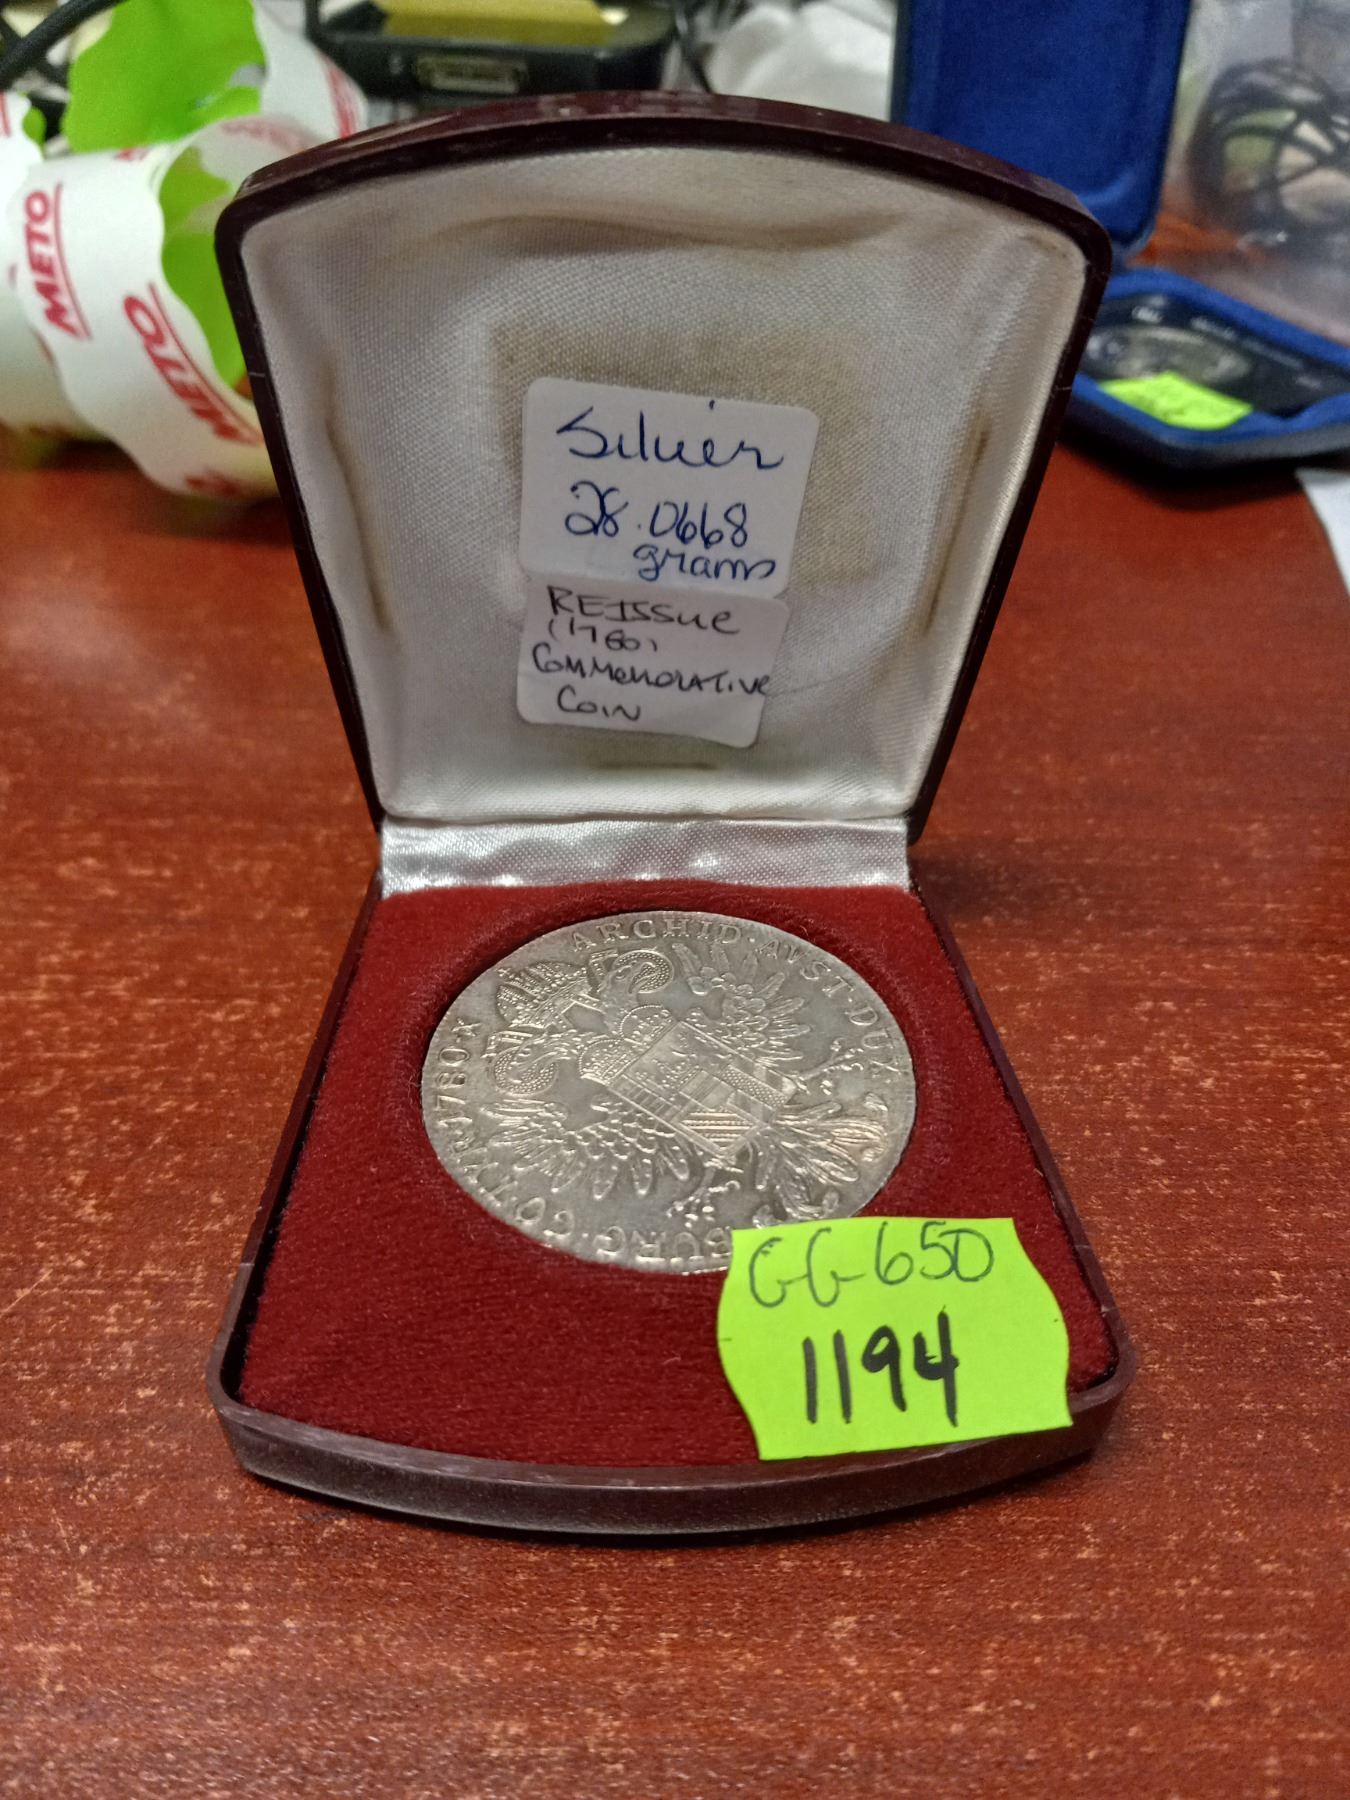 METO
METO
Silver
28.0668
grams
REISSUE
(1780)
COMMEMORATIVE
COIN
ARCHID·AVST·DUX
BURG·CO·TYR·1780·X
GG-650
1194